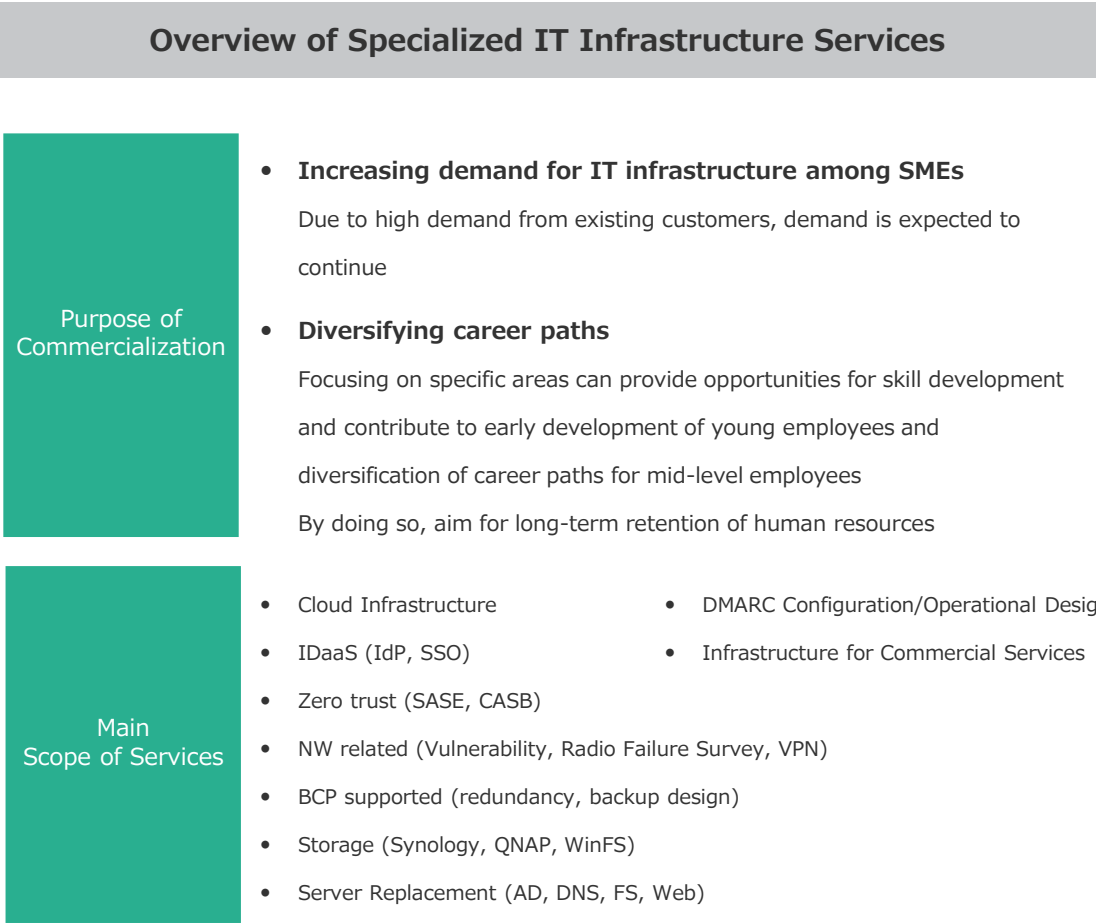 Overview of Specialized IT Infrastructure Services
Purpose of
Commercialization
• Increasing demand for IT infrastructure among SMEs
Due to high demand from existing customers, demand is expected to
continue
• Diversifying career paths
Focusing on specific areas can provide opportunities for skill development
and contribute to early development of young employees and
diversification of career paths for mid-level employees
By doing so, aim for long-term retention of human resources
Main
Scope of Services
• Cloud Infrastructure
• IDaaS (IdP, SSO)
• Zero trust (SASE, CASB)
• NW related (Vulnerability, Radio Failure Survey, VPN)
• BCP supported (redundancy, backup design)
• Storage (Synology, QNAP, WinFS)
• Server Replacement (AD, DNS, FS, Web)
• DMARC Configuration/Operational Desig
• Infrastructure for Commercial Services